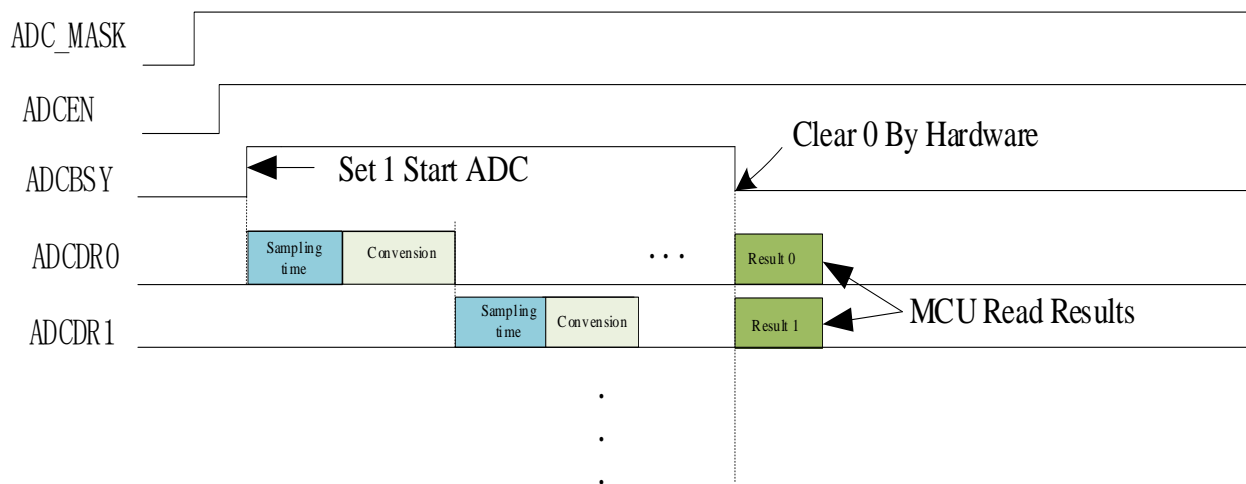 ADC_MASK
ADCEN
Clear 0 By Hardware
ADCBSY
Set 1 Start ADC
ADCDR0
Sampling
time
Convension
...
Result 0
MCU Read Results
ADCDR1
Sampling
time
Convension
Result 1
.
.
.